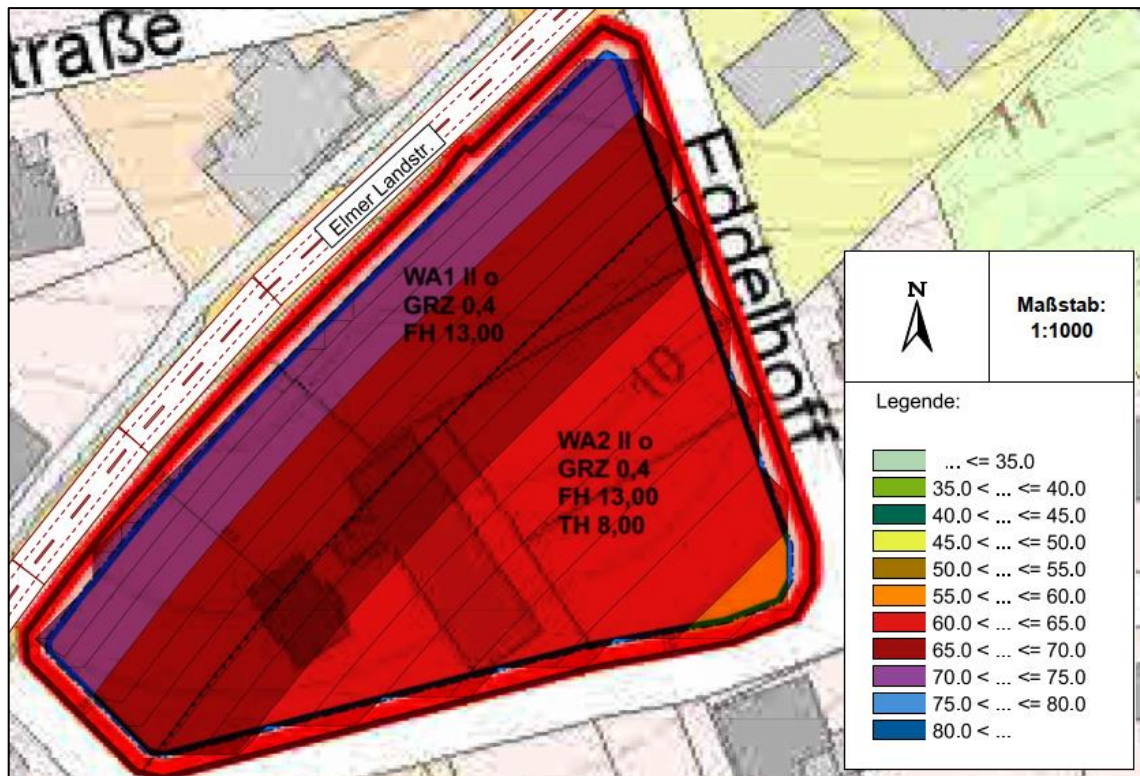 traße
Elmer Landstr.
WA1 II o
GRZ 0,4
FH 13,00
11
Eddelhoff
10
WA2 II o
GRZ 0,4
FH 13,00
TH 8,00
N
Maßstab:
1:1000
Legende:
... <= 35.0
35.0 < ... <= 40.0
40.0 < ... <= 45.0
45.0 < ... <= 50.0
50.0 < ... <= 55.0
55.0 < ... <= 60.0
60.0 < ... <= 65.0
65.0 < ... <= 70.0
70.0 < ... <= 75.0
75.0 < ... <= 80.0
80.0 < ...